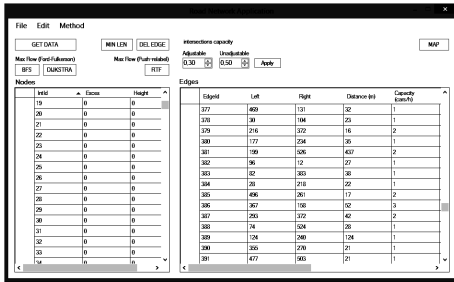 File Edit Method
GET DATA MIN LEN DEL EDGE intersections capacity MAP
Adjustable Unadjustable
Max Flow (Ford-Fulkerson) Max Flow (Push-relabel) 0,30 0,50 Apply
BFS DIJKSTRA RTF
Nodes Edges
IntId Exces Height
19 0 0
20 0 0
21 0 0
22 0 0
23 0 0
24 0 0
25 0 0
26 0 0
27 0 0
28 0 0
29 0 0
30 0 0
31 0 0
32 0 0
33 0 0
34 0 0
EdgeId Left Right Distance (m) Capacity (cars/h)
377 469 131 32 1
378 30 104 23 1
379 216 372 16 2
380 177 234 35 1
381 199 526 437 2
382 96 12 27 1
383 82 383 38 1
384 28 218 22 1
385 496 261 17 2
386 367 158 52 3
387 293 372 42 2
388 74 524 28 1
389 124 240 124 1
390 355 270 21 1
391 477 503 21 1